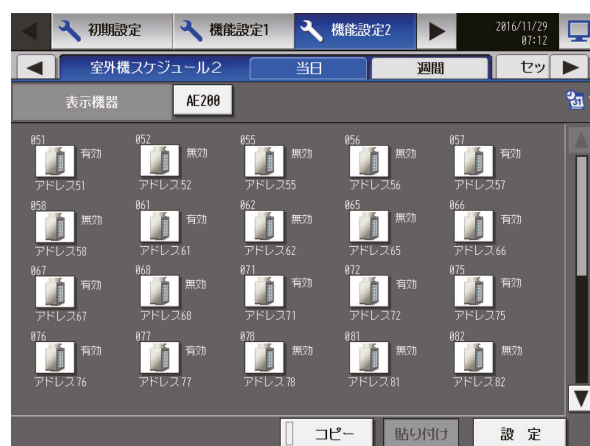 初期設定 機能設定1 機能設定2 2016/11/29
07:12
室外機スケジュール2 当日 週間 セッ
表示機器 AE200
051 052 055 056 057
有効 無効 無効 無効 有効
アドレス51 アドレス52 アドレス55 アドレス56 アドレス57
058 061 062 065 066
無効 有効 無効 無効 有効
アドレス58 アドレス61 アドレス62 アドレス65 アドレス66
067 068 071 072 075
有効 無効 有効 有効 有効
アドレス67 アドレス68 アドレス71 アドレス72 アドレス75
076 077 078 081 082
有効 有効 無効 無効 無効
アドレス76 アドレス77 アドレス78 アドレス81 アドレス82
コピー 貼り付け 設 定